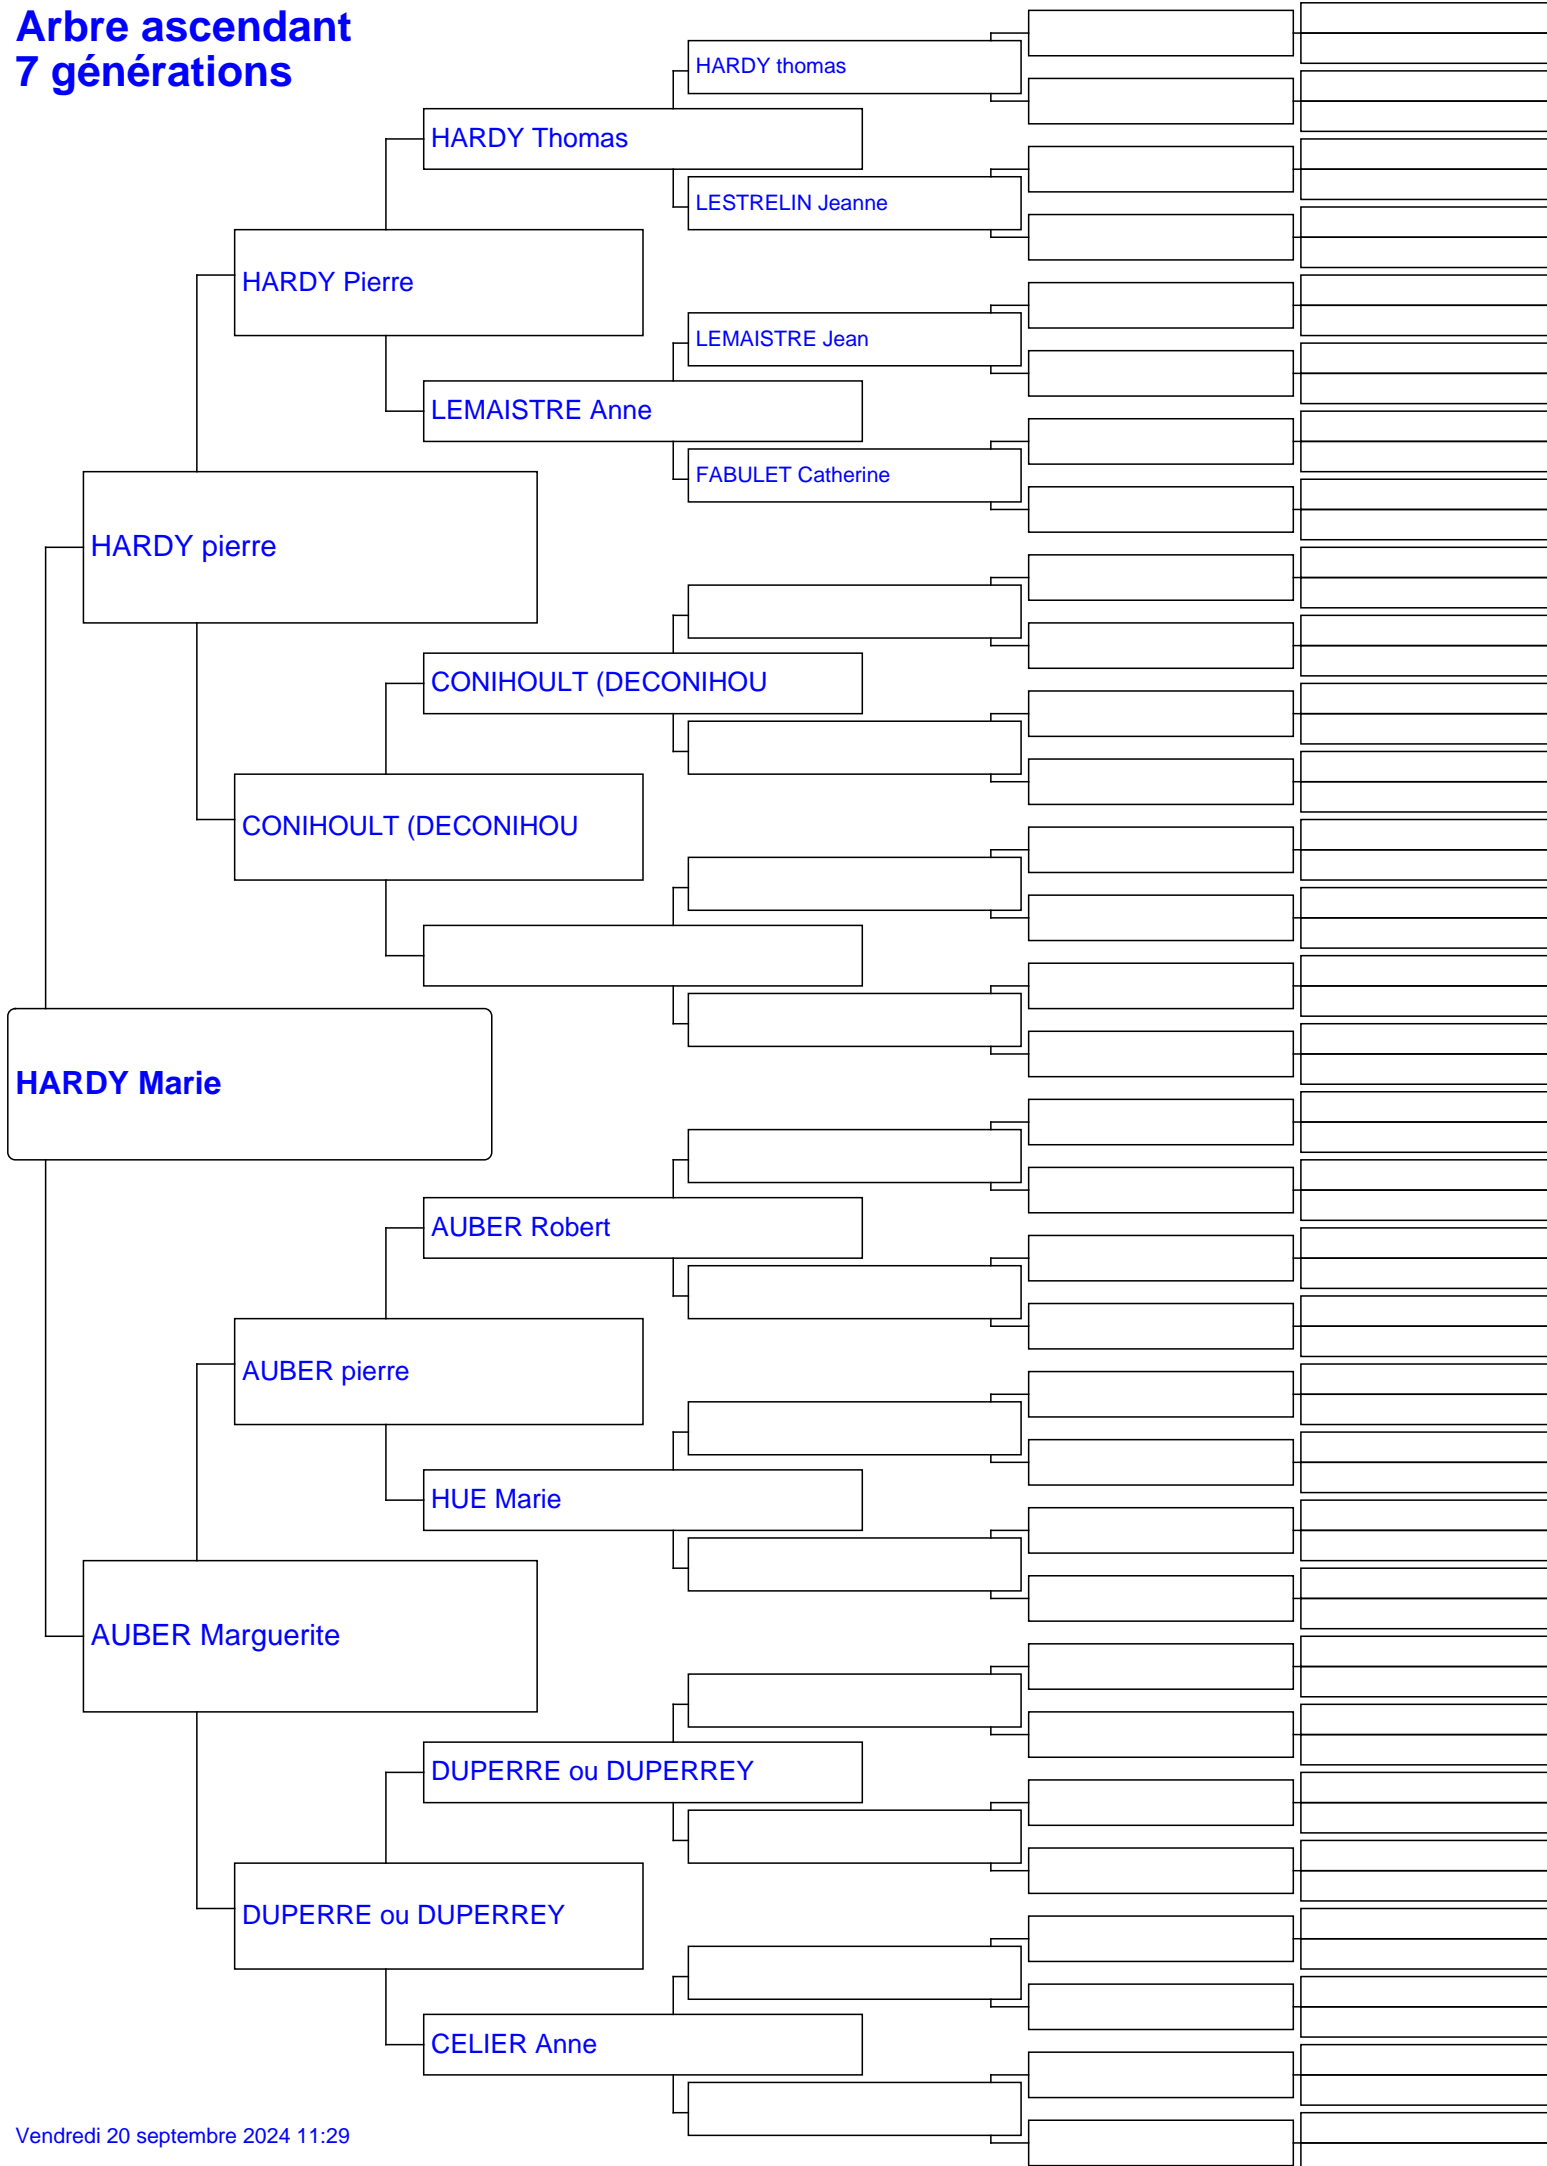 Arbre ascendant
7 générations
HARDY thomas
HARDY Thomas
LESTRELIN Jeanne
HARDY Pierre
LEMAISTRE Jean
LEMAISTRE Anne
FABULET Catherine
HARDY pierre
CONIHOULT (DECONIHOU
CONIHOULT (DECONIHOU
HARDY Marie
AUBER Robert
AUBER pierre
HUE Marie
AUBER Marguerite
DUPERRE ou DUPERREY
DUPERRE ou DUPERREY
CELIER Anne
Vendredi 20 septembre 2024 11:29